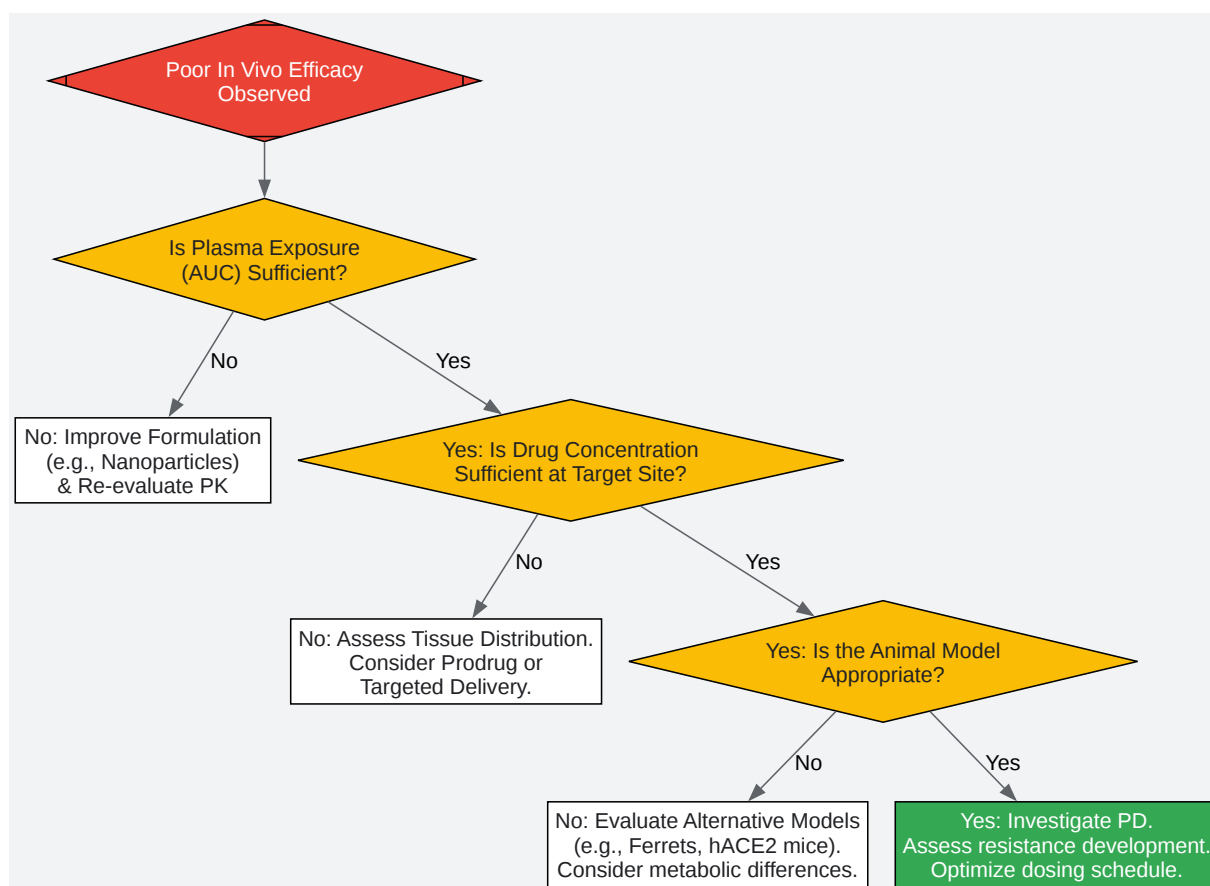 Poor In Vivo Efficacy
Observed
Is Plasma Exposure
(AUC) Sufficient?
No
Yes
No: Improve Formulation
(e.g., Nanoparticles)
& Re-evaluate PK
Yes: Is Drug Concentration
Sufficient at Target Site?
No
Yes
No: Assess Tissue Distribution.
Consider Prodrug or
Targeted Delivery.
Yes: Is the Animal Model
Appropriate?
No
Yes
No: Evaluate Alternative Models
(e.g., Ferrets, hACE2 mice).
Consider metabolic differences.
Yes: Investigate PD.
Assess resistance development.
Optimize dosing schedule.